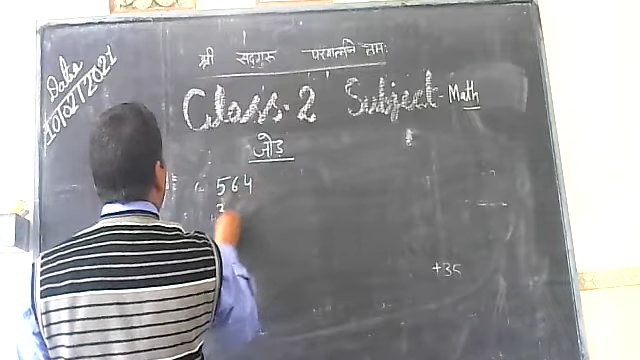 श्री सद्गुरु परमात्मने नमः
Date
10/02/2021
Class-2 Subject-Math
जोड़
564
+35